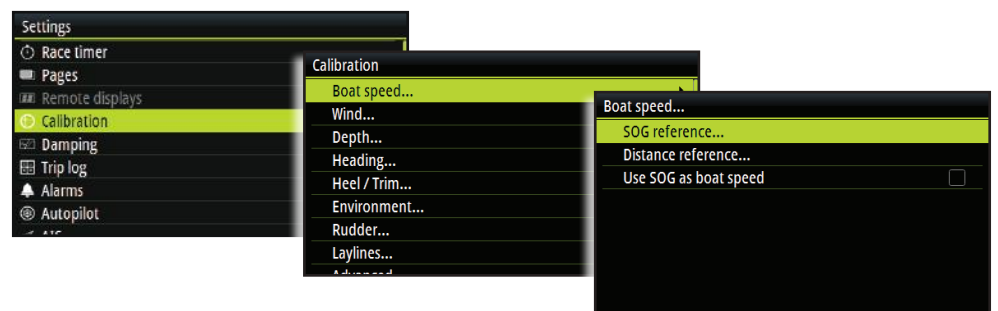 Settings
Race timer
Pages
Remote displays
Calibration
Damping
Trip log
Alarms
Autopilot
Calibration
Boat speed...
Wind...
Depth...
Heading...
Heel / Trim...
Environment...
Rudder...
Laylines...
Boat speed...
SOG reference...
Distance reference...
Use SOG as boat speed